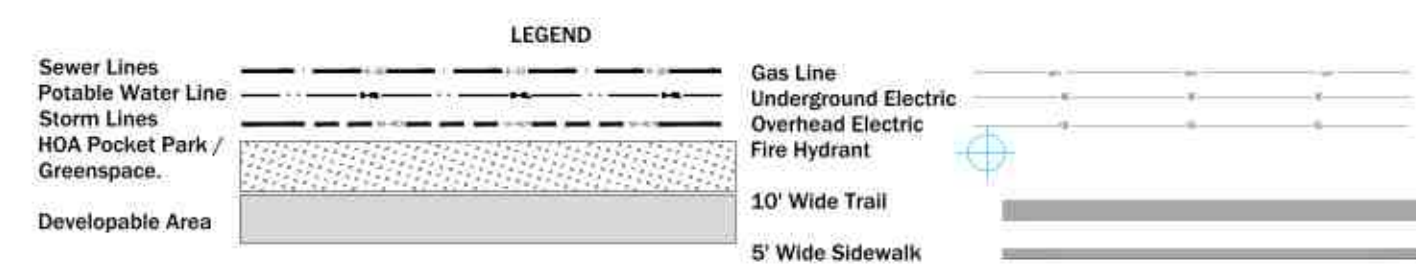 LEGEND
Sewer Lines
Potable Water Line
Storm Lines
HOA Pocket Park /
Greenspace.
Developable Area
Gas Line
Underground Electric
Overhead Electric
Fire Hydrant
10' Wide Trail
5' Wide Sidewalk